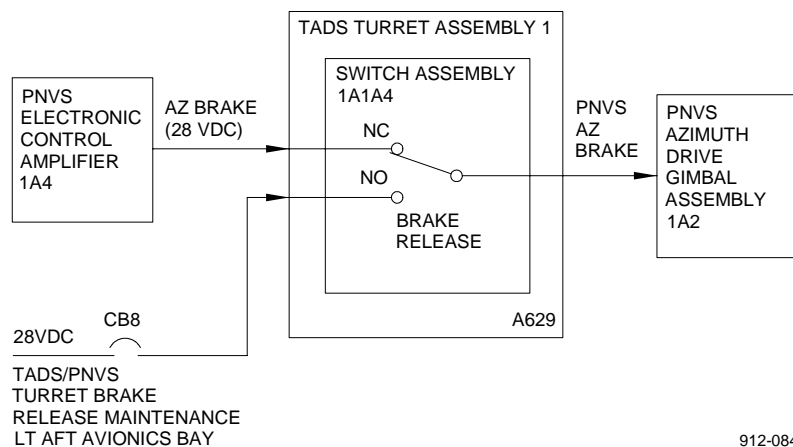 TADS TURRET ASSEMBLY 1
SWITCH ASSEMBLY
1A1A4
PNVS
ELECTRONIC
CONTROL
AMPLIFIER
1A4
AZ BRAKE
(28 VDC)
NC
NO
BRAKE
RELEASE
PNVS
AZ
BRAKE
PNVS
AZIMUTH
DRIVE
GIMBAL
ASSEMBLY
1A2
A629
CB8
28VDC
TADS/PNVS
TURRET BRAKE
RELEASE MAINTENANCE
LT AFT AVIONICS BAY
912-084